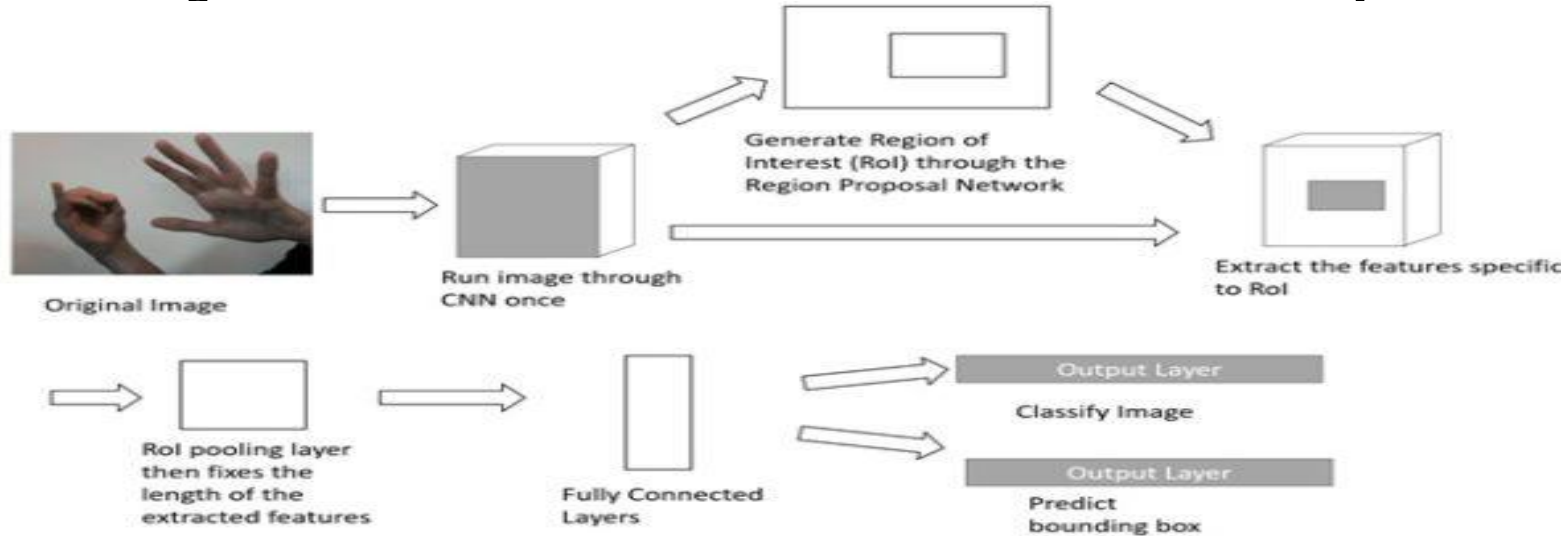 Generate Region of
Interest (RoI) through the
Region Proposal Network
Original Image
Run image through
CNN once
Extract the features specific
to RoI
RoI pooling layer
then fixes the
length of the
extracted features
Fully Connected
Layers
Output Layer
Classify Image
Output Layer
Predict
bounding box